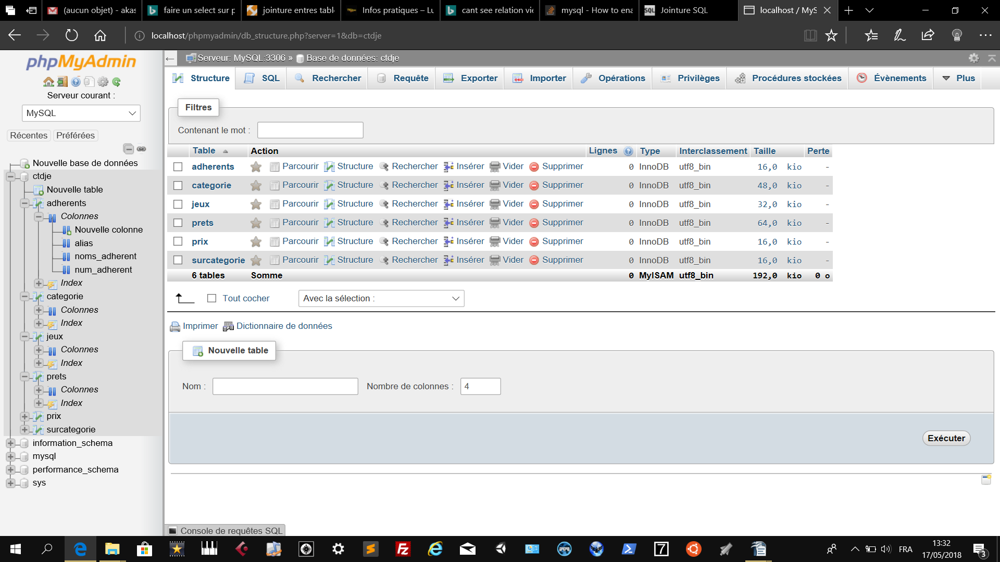 (aucun objet) - akas
faire un select sur p
jointure entres tabl
Infos pratiques – Lu
cant see relation vie
mysql - How to ena
SQL Jointure SQL
localhost / MyS
localhost/phpmyadmin/db_structure.php?server=1&db=ctdje
phpMyAdmin
Serveur courant :
MySQL
Récentes Préférées
Nouvelle base de données
ctdje
Nouvelle table
adherents
Colonnes
Nouvelle colonne
alias
noms_adherent
num_adherent
Index
categorie
Colonnes
Index
jeux
Colonnes
Index
prets
Colonnes
Index
prix
surcategorie
information_schema
mysql
performance_schema
sys
Serveur: MySQL:3306 » Base de données: ctdje
Structure SQL Rechercher Requête Exporter Importer Opérations Privilèges Procédures stockées Évènements Plus
Filtres
Contenant le mot :
Table Action Lignes Type Interclassement Taille Perte
adherents Parcourir Structure Rechercher Insérer Vider Supprimer 0 InnoDB utf8_bin 16,0 kio -
categorie Parcourir Structure Rechercher Insérer Vider Supprimer 0 InnoDB utf8_bin 48,0 kio -
jeux Parcourir Structure Rechercher Insérer Vider Supprimer 0 InnoDB utf8_bin 32,0 kio -
prets Parcourir Structure Rechercher Insérer Vider Supprimer 0 InnoDB utf8_bin 64,0 kio -
prix Parcourir Structure Rechercher Insérer Vider Supprimer 0 InnoDB utf8_bin 16,0 kio -
surcategorie Parcourir Structure Rechercher Insérer Vider Supprimer 0 InnoDB utf8_bin 16,0 kio -
6 tables Somme 0 MyISAM utf8_bin 192,0 kio 0 o
Tout cocher Avec la sélection :
Imprimer Dictionnaire de données
Nouvelle table
Nom : Nombre de colonnes : 4
Exécuter
Console de requêtes SQL
FRA
13:32
17/05/2018
3